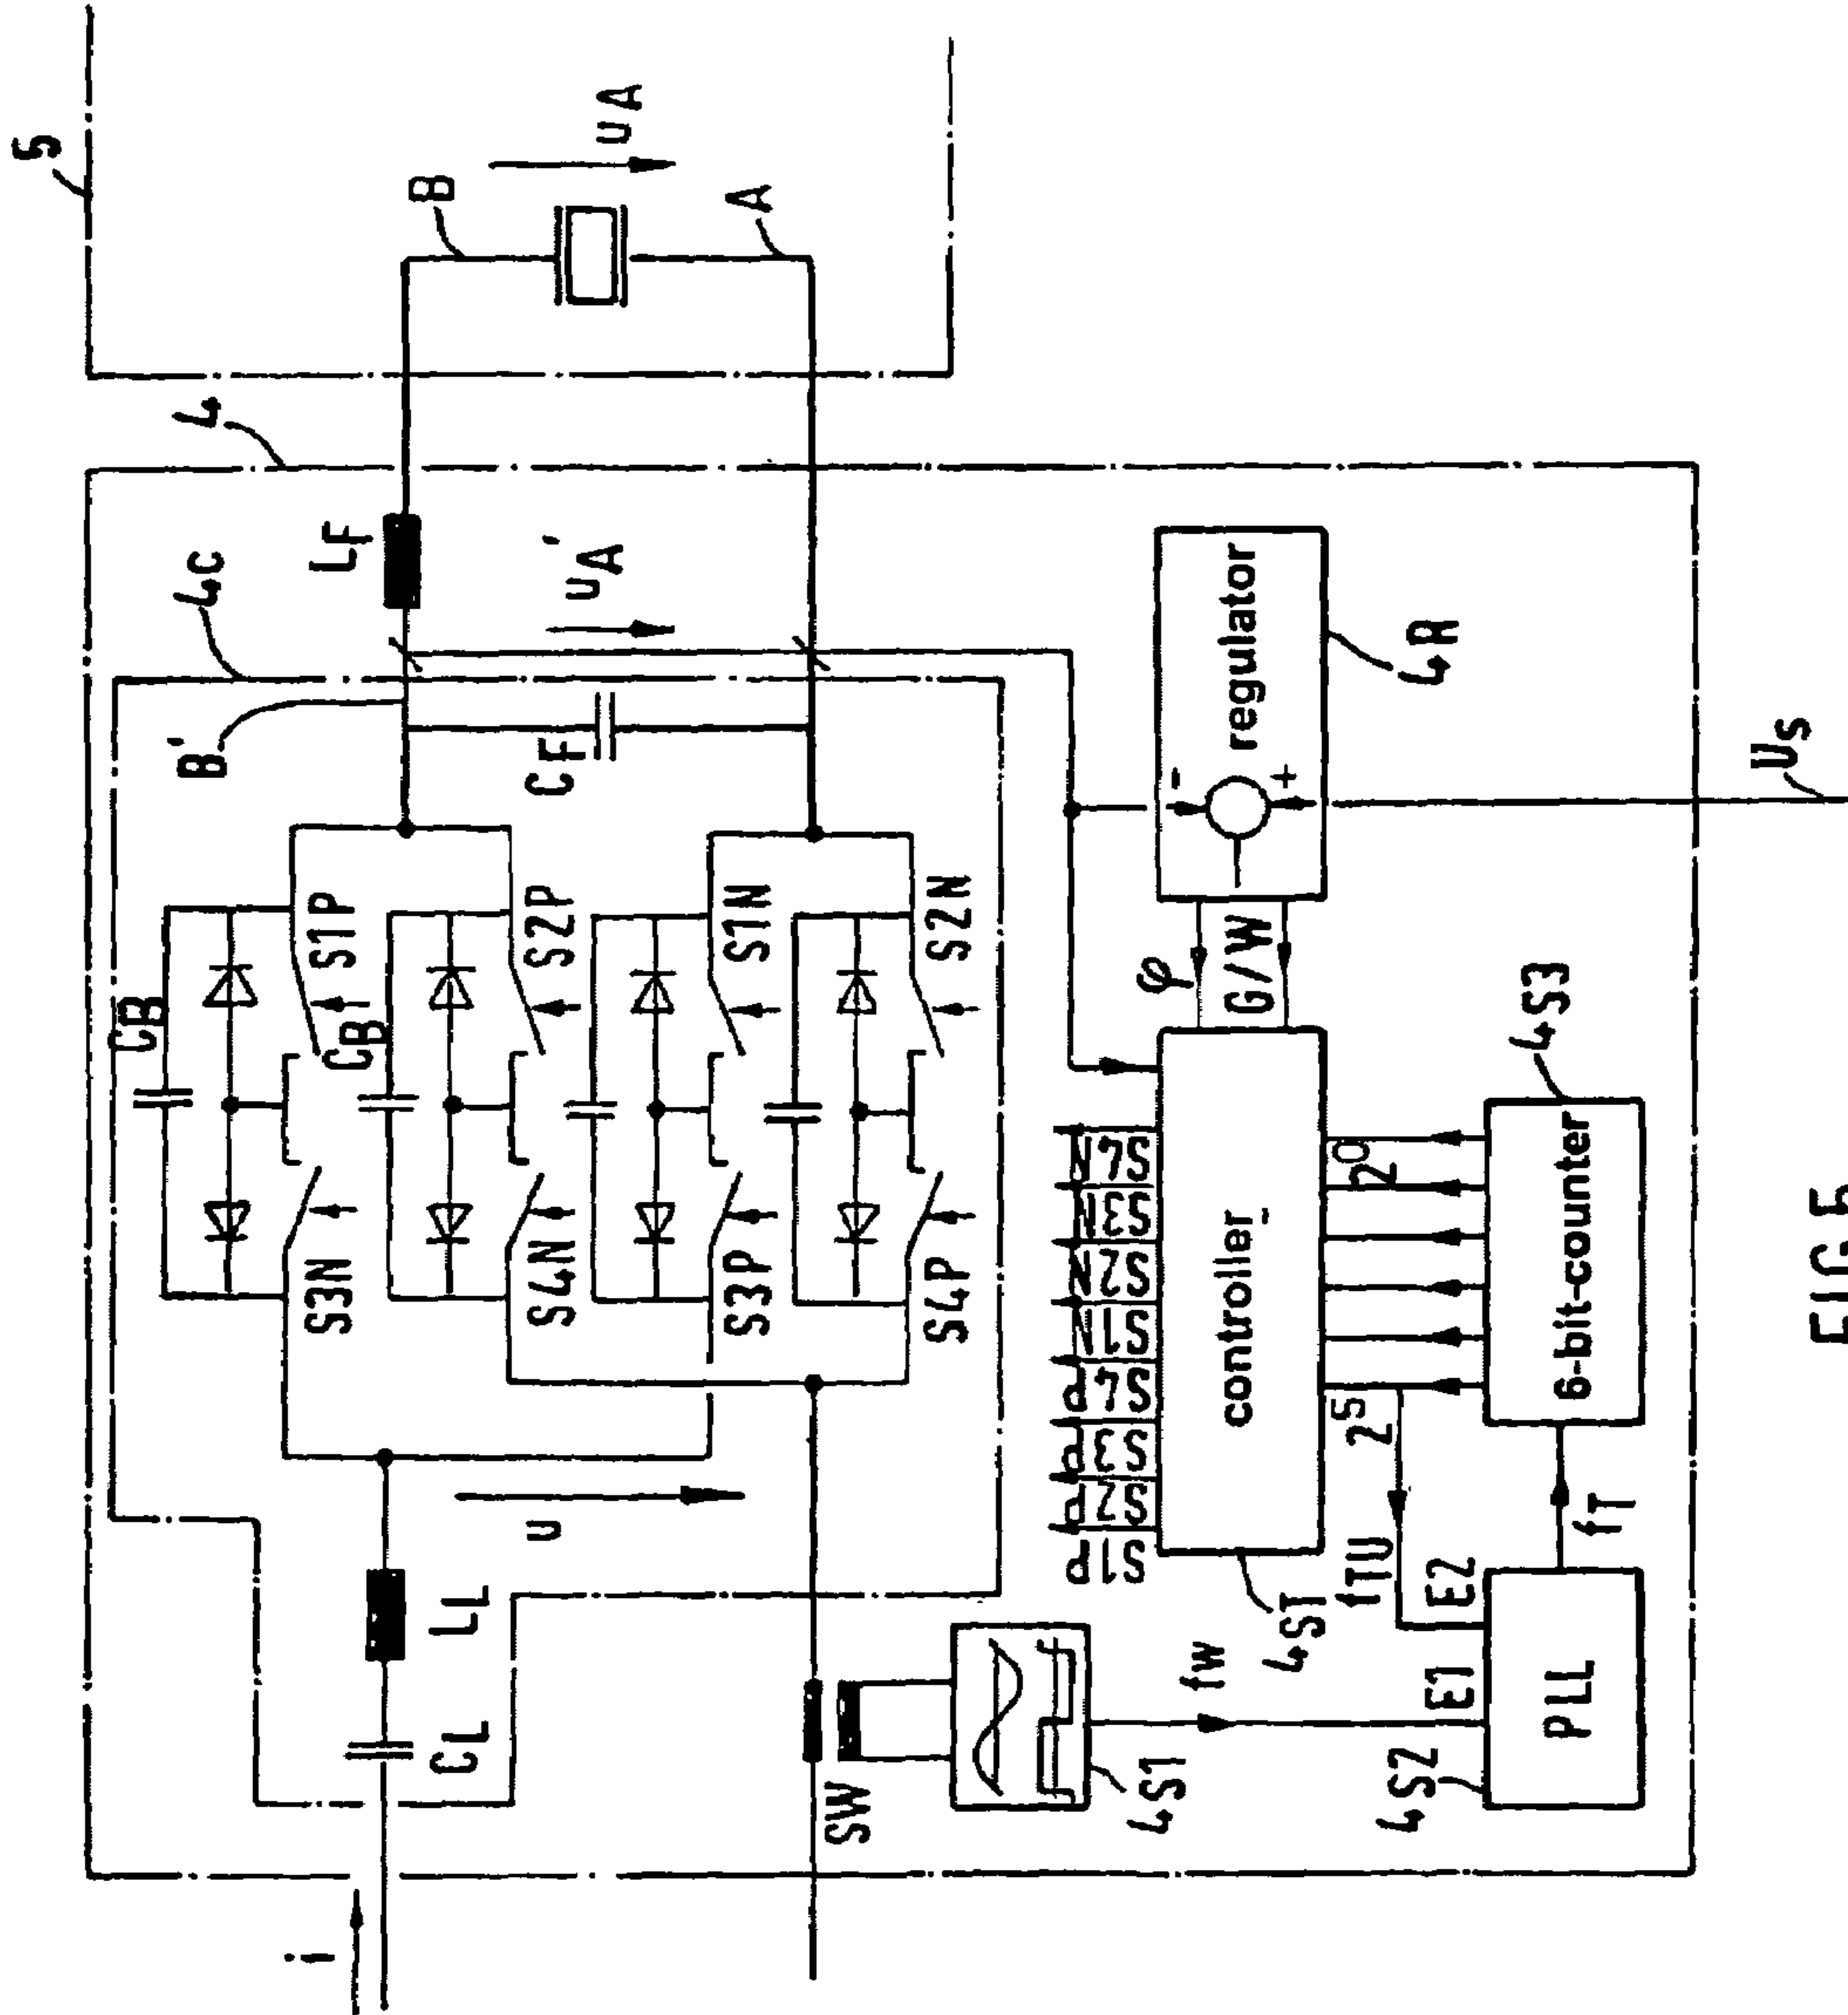 5
B
uA
A
4
4c
LF
uA'
B'
CF
CB
S1P
S3N
CB
S2P
S4N
S1N
S3P
S2N
S4P
u
LL
CL
i
SW
regulator
-
+
4R
Us
φ
G/W
S4N
S3N
S2N
S1N
S4P
S3P
S2P
S1P
controller
4ST
2^0
2^5
fTU
6-bit-counter
4S3
fT
E1 E2
PLL
4S2
fw
4S1